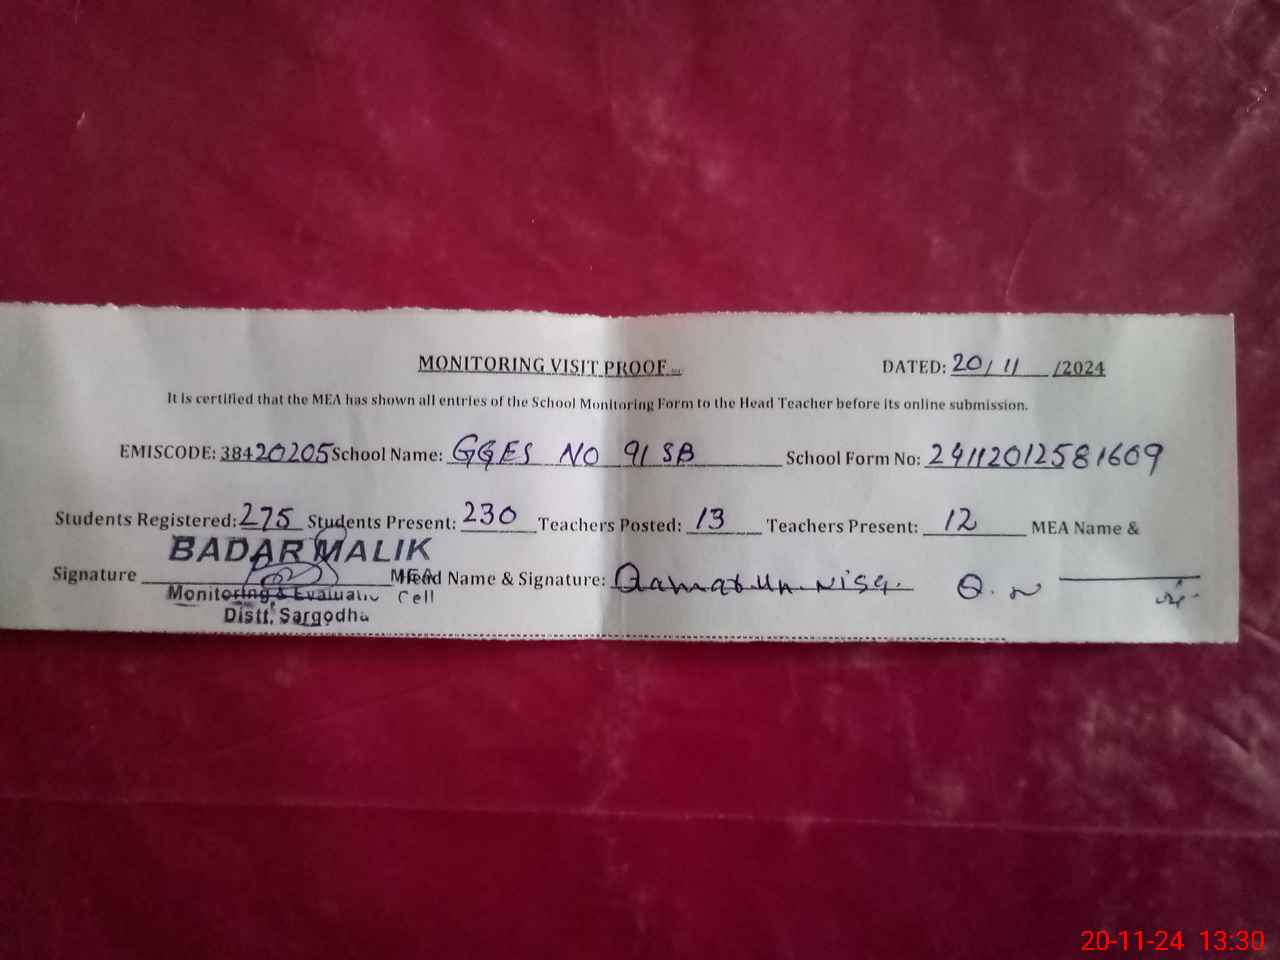 MONITORING VISIT PROOF
DATED: 20/11/2024
It is certified that the MEA has shown all entries of the School Monitoring Form to the Head Teacher before its online submission.
EMISCODE: 38420205 School Name: GGES NO 91 SB School Form No: 24112012581609
Students Registered: 275 Students Present: 230 Teachers Posted: 13 Teachers Present: 12 MEA Name &
BADAR MALIK
Signature MEA Head Name & Signature: Qamatun nisa. Q. N
Monitoring & Evaluativ Cell
Distt. Sargodha
20-11-24 13:30